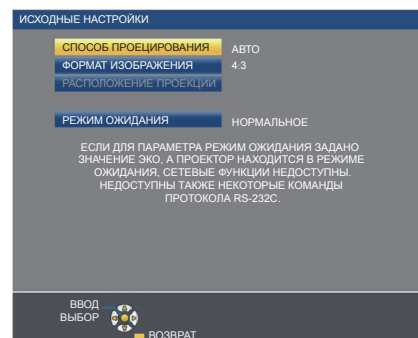 ИСХОДНЫЕ НАСТРОЙКИ
СПОСОБ ПРОЕЦИРОВАНИЯ АВТО
ФОРМАТ ИЗОБРАЖЕНИЯ 4:3
РАСПОЛОЖЕНИЕ ПРОЕКЦИИ
РЕЖИМ ОЖИДАНИЯ НОРМАЛЬНОЕ
ЕСЛИ ДЛЯ ПАРАМЕТРА РЕЖИМ ОЖИДАНИЯ ЗАДАНО
ЗНАЧЕНИЕ ЭКО, А ПРОЕКТОР НАХОДИТСЯ В РЕЖИМЕ
ОЖИДАНИЯ, СЕТЕВЫЕ ФУНКЦИИ НЕДОСТУПНЫ.
НЕДОСТУПНЫ ТАКЖЕ НЕКОТОРЫЕ КОМАНДЫ
ПРОТОКОЛА RS-232C.
ВВОД
ВЫБОР
ВОЗВРАТ